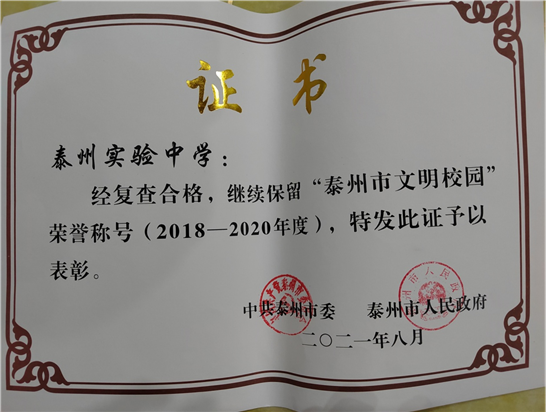 证书
泰州实验中学：
经复查合格，继续保留“泰州市文明校园”
荣誉称号（2018—2020年度），特发此证予以
表彰。
中共泰州市委 泰州市人民政府
二〇二一年八月